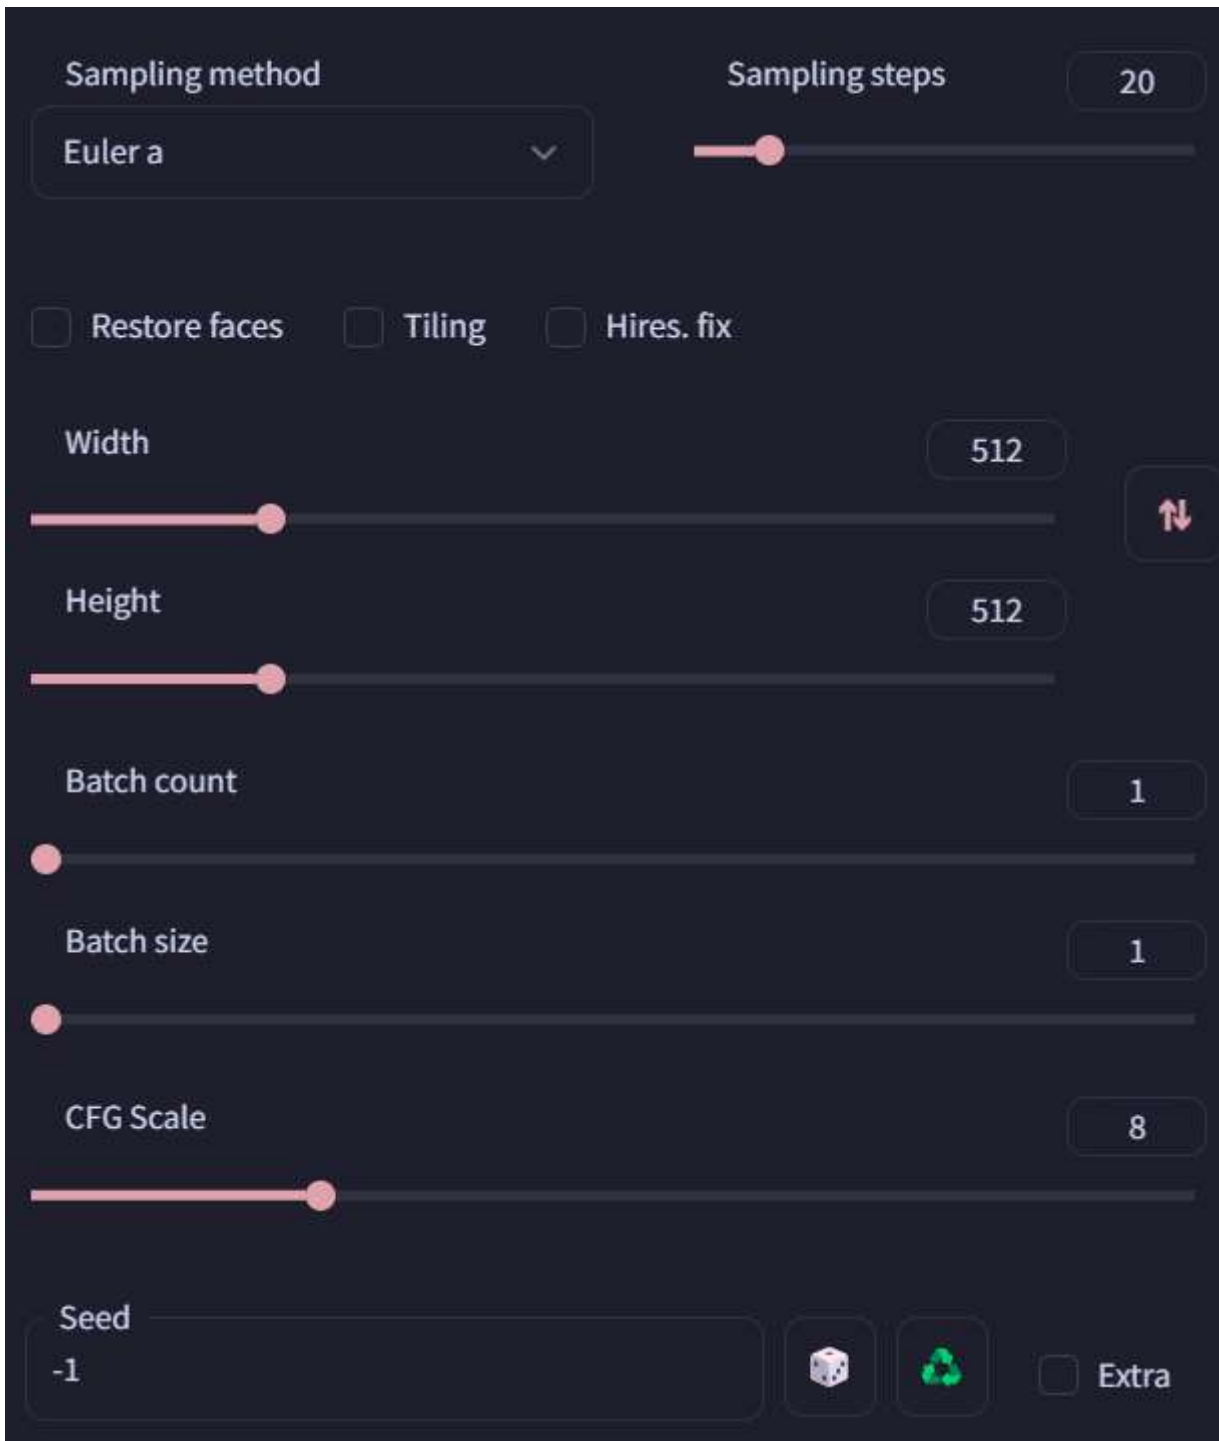 Sampling method
Sampling steps
20
Euler a
Restore faces
Tiling
Hires. fix
Width
512
Height
512
Batch count
1
Batch size
1
CFG Scale
8
Seed
-1
Extra